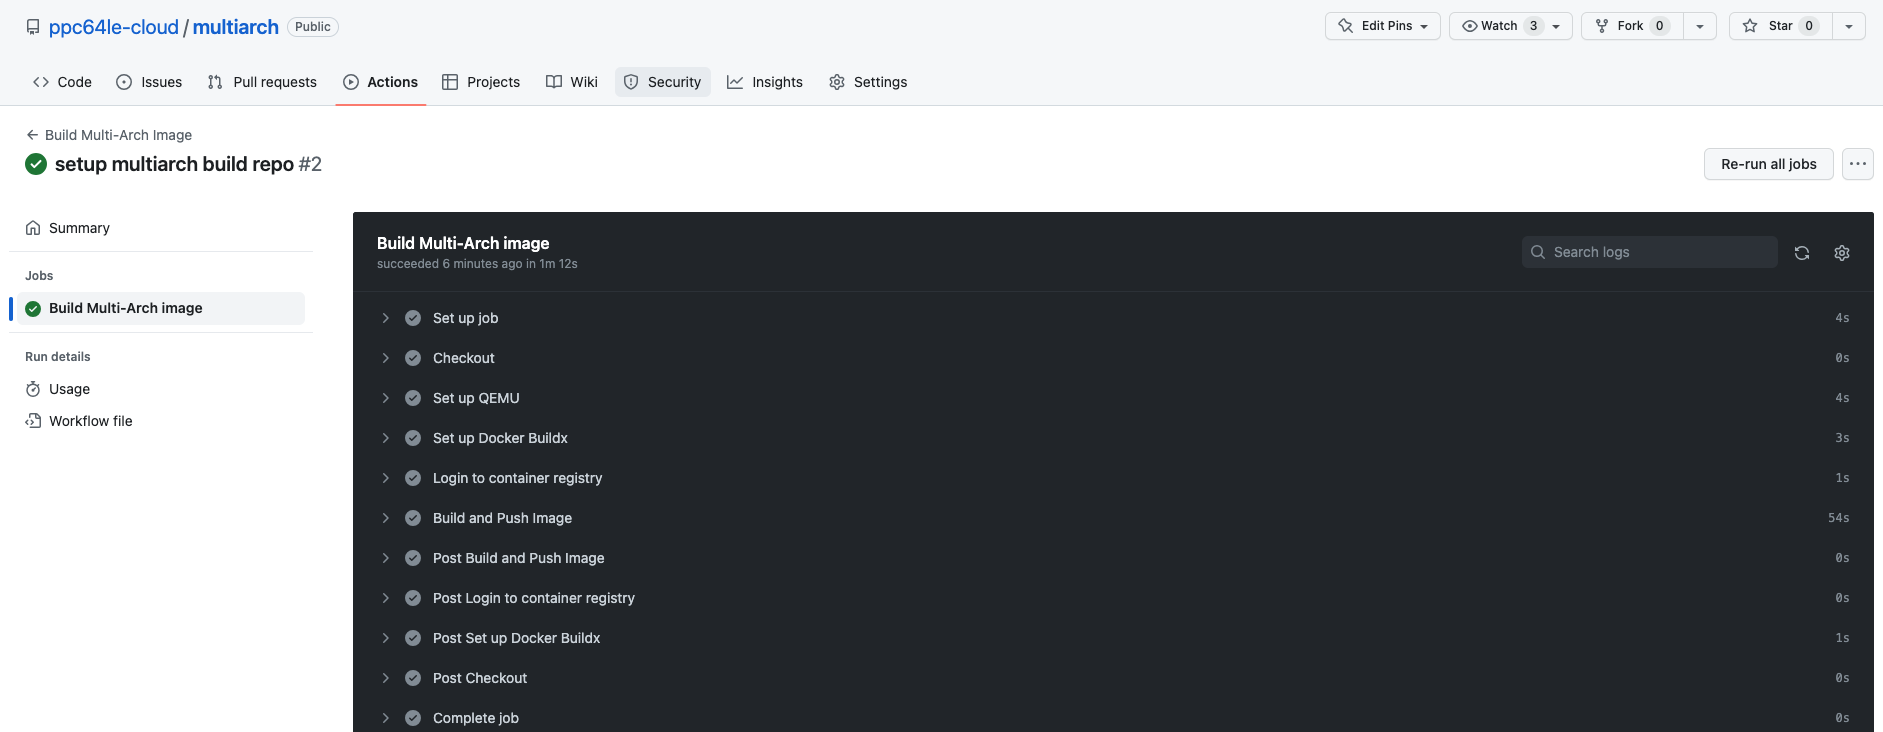 ppc64le-cloud / multiarch Public
Edit Pins Watch 3 Fork 0 Star 0
Code Issues Pull requests Actions Projects Wiki Security Insights Settings
Build Multi-Arch Image
setup multiarch build repo #2
Re-run all jobs
Summary
Jobs
Build Multi-Arch image
Run details
Usage
Workflow file
Build Multi-Arch image
succeeded 6 minutes ago in 1m 12s
Search logs
Set up job 4s
Checkout 0s
Set up QEMU 4s
Set up Docker Buildx 3s
Login to container registry 1s
Build and Push Image 54s
Post Build and Push Image 0s
Post Login to container registry 0s
Post Set up Docker Buildx 1s
Post Checkout 0s
Complete job 0s